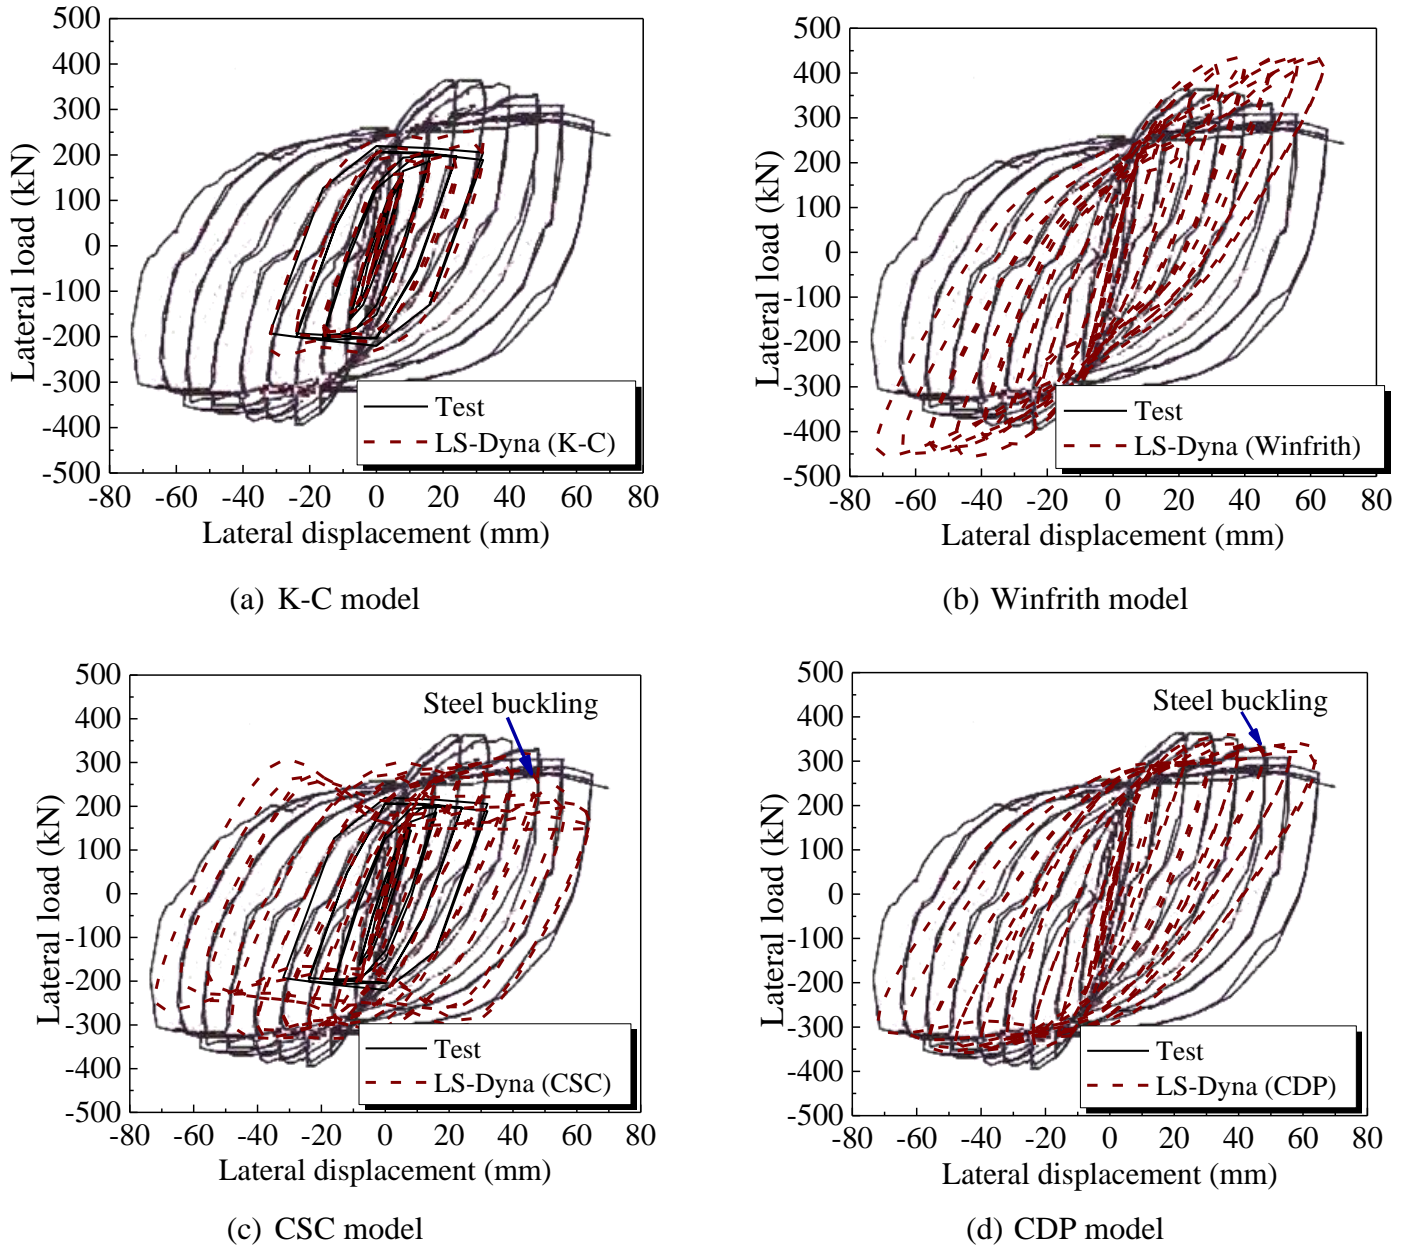 500
400
300
200
100
0
-100
-200
-300
-400
-500
Lateral load (kN)
Test
LS-Dyna (K-C)
-80 -60 -40 -20 0 20 40 60 80
Lateral displacement (mm)
(a) K-C model
500
400
300
200
100
0
-100
-200
-300
-400
-500
Lateral load (kN)
Test
LS-Dyna (Winfrith)
-80 -60 -40 -20 0 20 40 60 80
Lateral displacement (mm)
(b) Winfrith model
500
400
300
200
100
0
-100
-200
-300
-400
-500
Lateral load (kN)
Steel buckling
Test
LS-Dyna (CSC)
-80 -60 -40 -20 0 20 40 60 80
Lateral displacement (mm)
(c) CSC model
500
400
300
200
100
0
-100
-200
-300
-400
-500
Lateral load (kN)
Steel buckling
Test
LS-Dyna (CDP)
-80 -60 -40 -20 0 20 40 60 80
Lateral displacement (mm)
(d) CDP model